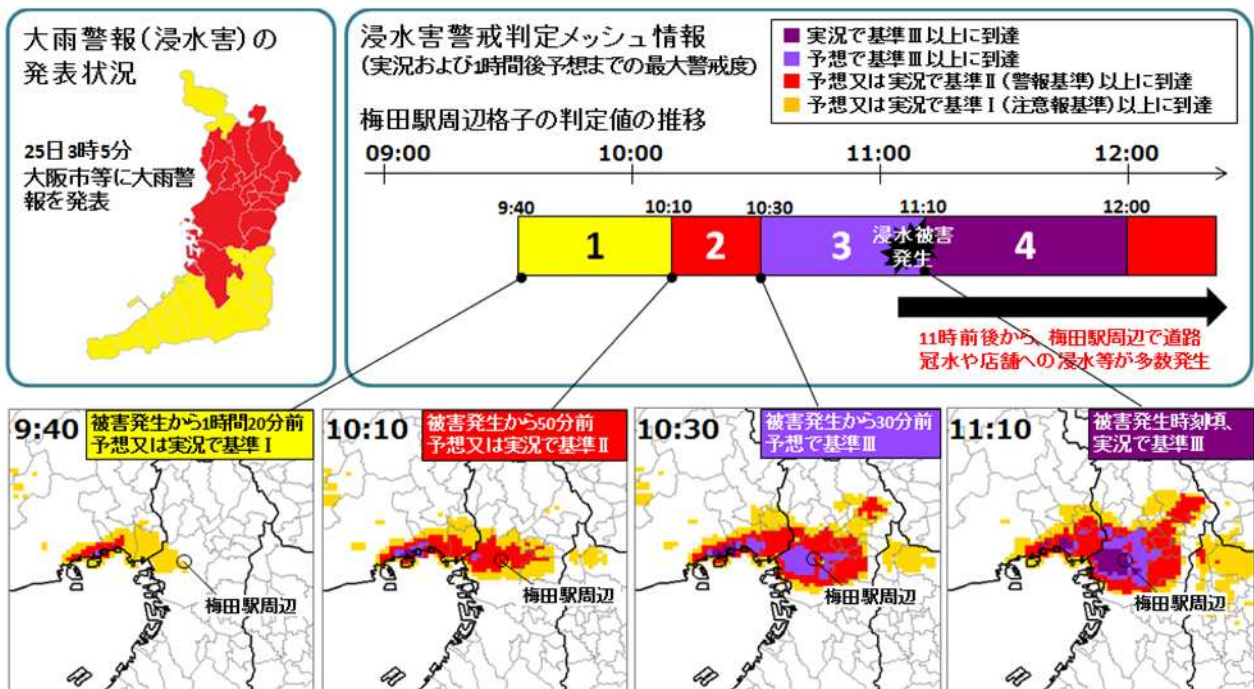 大雨警報(浸水害)の
発表状況
25日3時5分
大阪市等に大雨警
報を発表
浸水害警戒判定メッシュ情報
(実況および1時間後予想までの最大警戒度)
実況で基準Ⅲ以上に到達
予想で基準Ⅲ以上に到達
予想又は実況で基準Ⅱ(警報基準)以上に到達
予想又は実況で基準Ⅰ(注意報基準)以上に到達
梅田駅周辺格子の判定値の推移
09:00 10:00 11:00 12:00
9:40 10:10 10:30 11:10 12:00
1 2 3 浸水被害 4
発生
11時前後から、梅田駅周辺で道路
冠水や店舗への浸水等が多数発生
9:40
被害発生から1時間20分前
予想又は実況で基準Ⅰ
梅田駅周辺
10:10
被害発生から50分前
予想又は実況で基準Ⅱ
梅田駅周辺
10:30
被害発生から30分前
予想で基準Ⅲ
梅田駅周辺
11:10
被害発生時刻頃、
実況で基準Ⅲ
梅田駅周辺